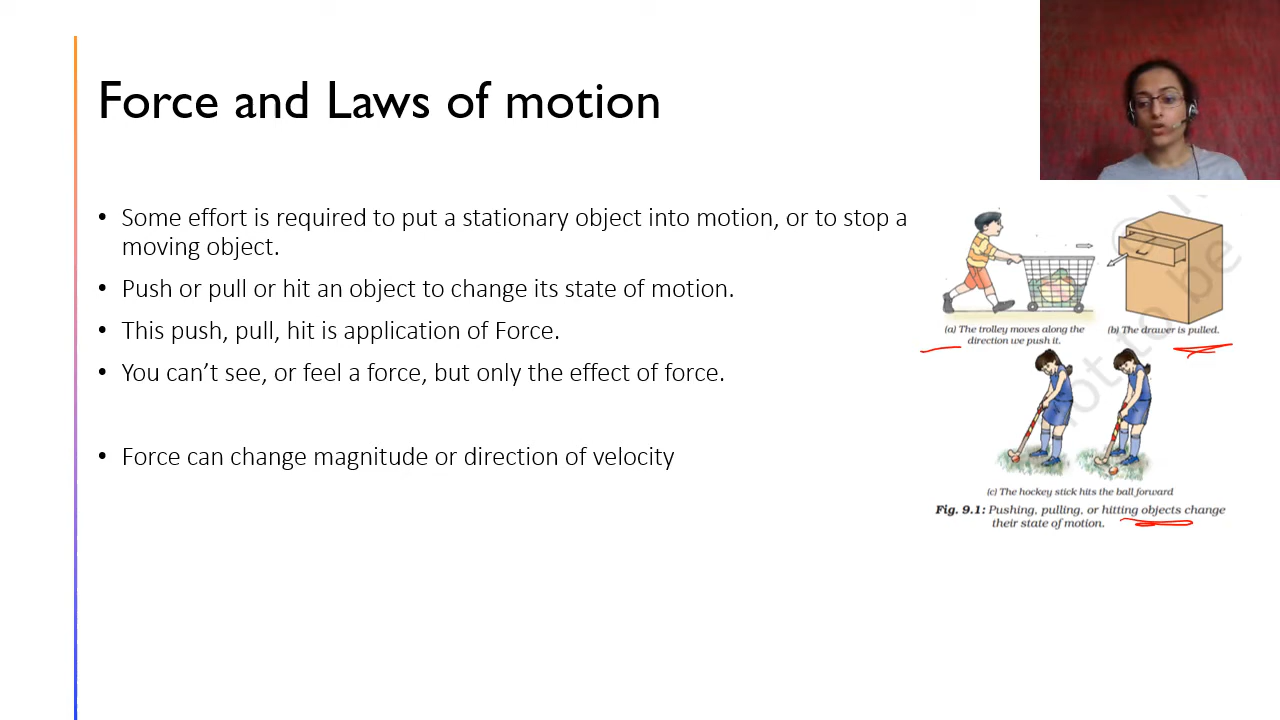 Force and Laws of motion
• Some effort is required to put a stationary object into motion, or to stop a
moving object.
• Push or pull or hit an object to change its state of motion.
• This push, pull, hit is application of Force.
• You can’t see, or feel a force, but only the effect of force.
• Force can change magnitude or direction of velocity
(a) The trolley moves along the
direction we push it.
(b) The drawer is pulled.
(c) The hockey stick hits the ball forward
Fig. 9.1: Pushing, pulling, or hitting objects change
their state of motion.
not to be